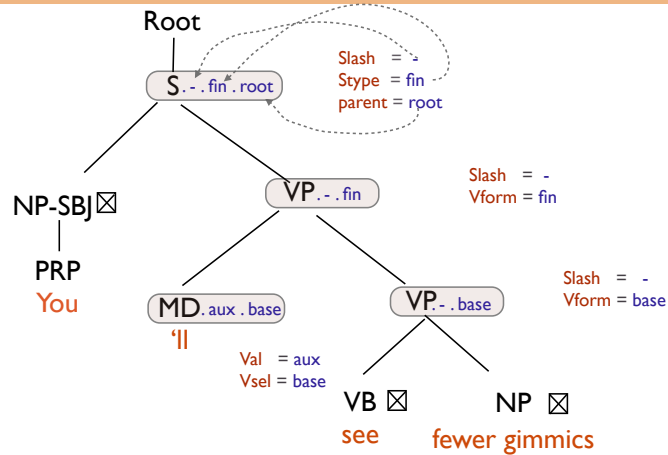 Root
Slash = -
Stype = fin
parent = root
S.-.fin.root
Slash = -
Vform = fin
VP.-.fin
NP-SBJ☒
PRP
You
Slash = -
Vform = base
MD.aux.base
'll
VP.-.base
Val = aux
Vsel = base
VB ☒
NP ☒
see
fewer gimmics